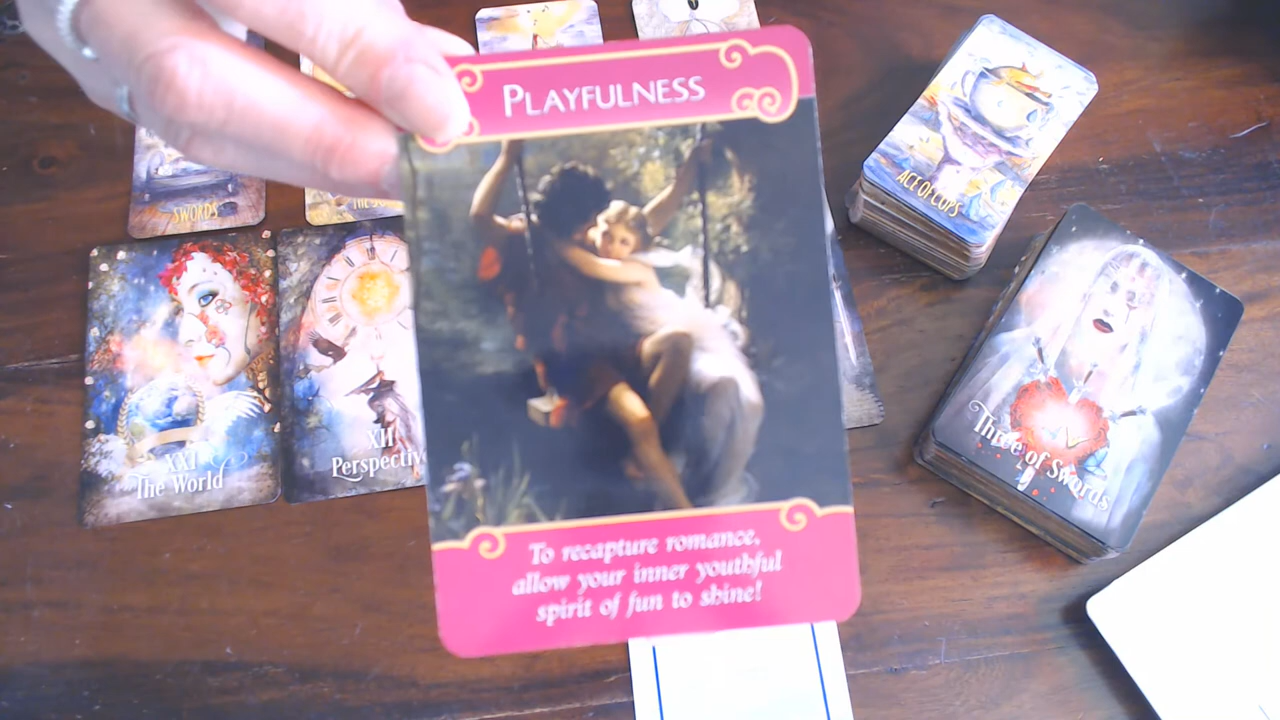 PLAYFULNESS
To recapture romance,
allow your inner youthful
spirit of fun to shine!
SWORDS
XXI
The World
XII
Perspectiv
ACE OF CUPS
Three of Swords